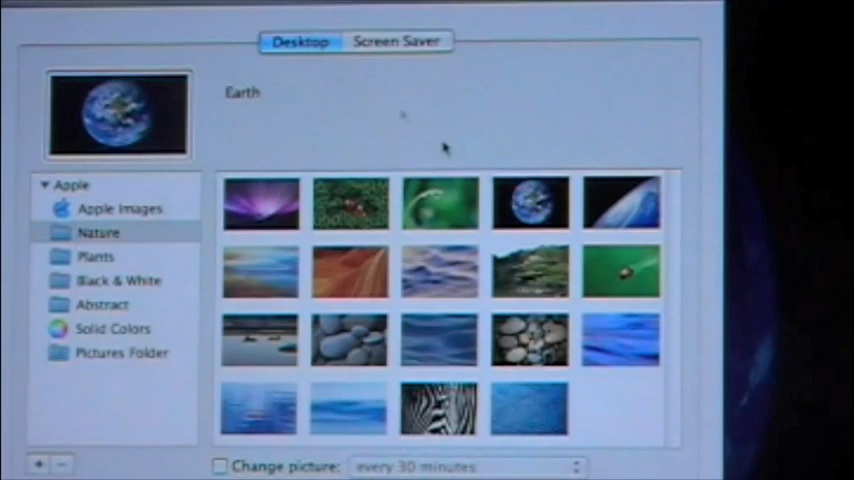 Desktop Screen Saver
Earth
Apple
Apple Images
Nature
Plants
Black & White
Abstract
Solid Colors
Pictures Folder
+ −
Change picture: every 30 minutes